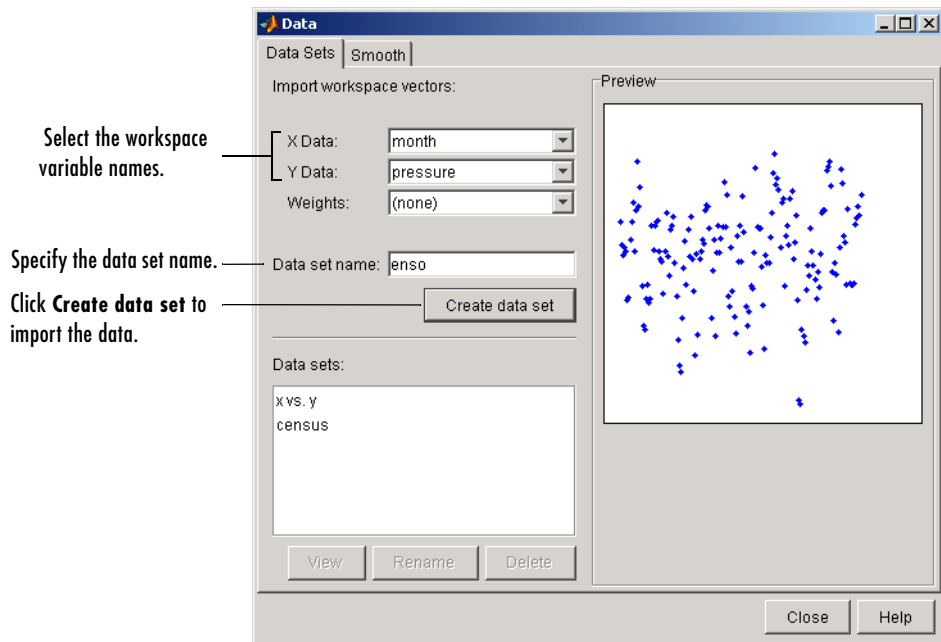 Data
Data Sets
Smooth
Import workspace vectors:
Preview
Select the workspace
variable names.
X Data:
month
Y Data:
pressure
Weights:
(none)
Specify the data set name.
Data set name:
enso
Click Create data set to
import the data.
Create data set
Data sets:
x vs. y
census
View
Rename
Delete
Close
Help